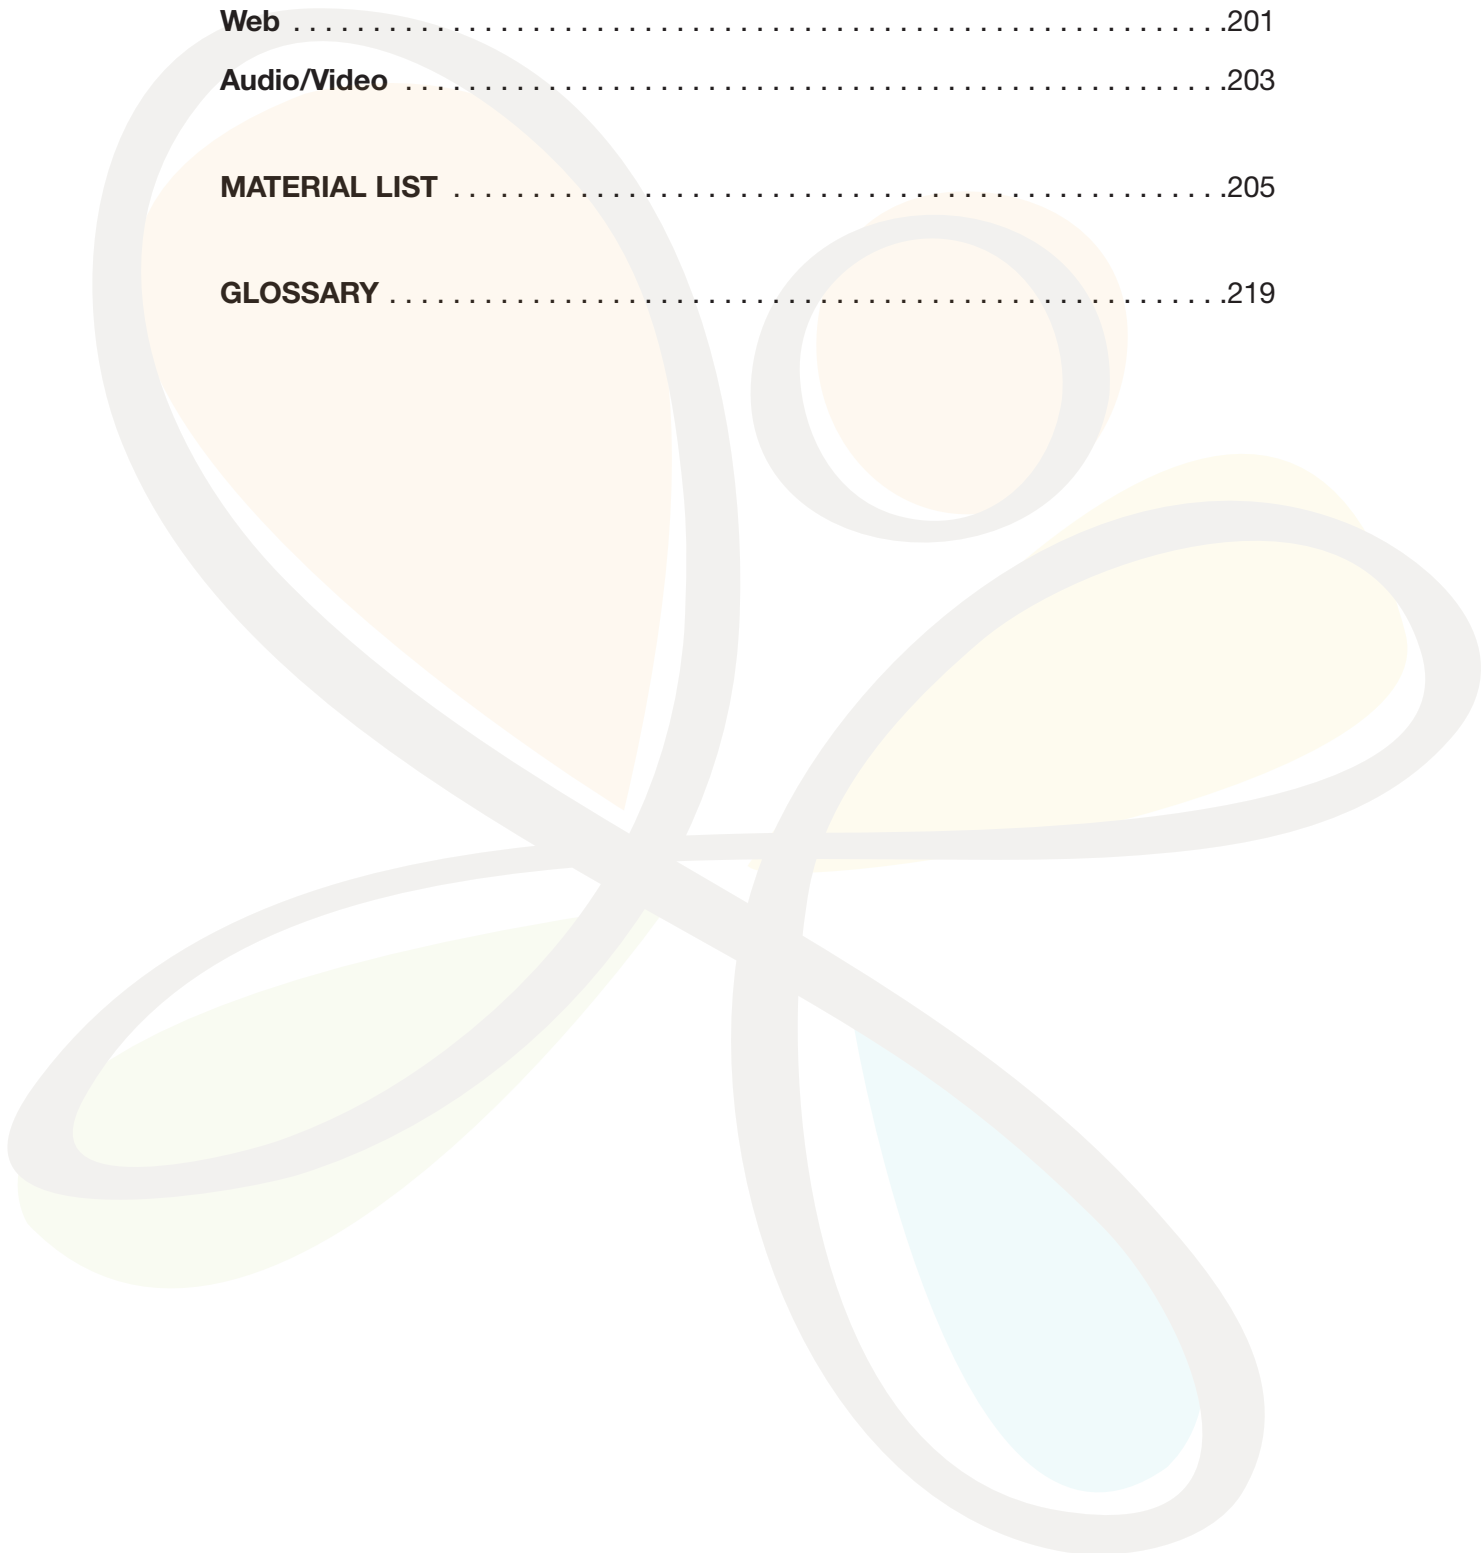 Web . . . . . . . . . . . . . . . . . . . . . . . . . . . . . . . . . . . . . . . . . . . . . . . . . . . . . . . . . . .201
Audio/Video . . . . . . . . . . . . . . . . . . . . . . . . . . . . . . . . . . . . . . . . . . . . . . . . . . . .203
MATERIAL LIST . . . . . . . . . . . . . . . . . . . . . . . . . . . . . . . . . . . . . . . . . . . . . . . . .205
GLOSSARY . . . . . . . . . . . . . . . . . . . . . . . . . . . . . . . . . . . . . . . . . . . . . . . . . . . . .219